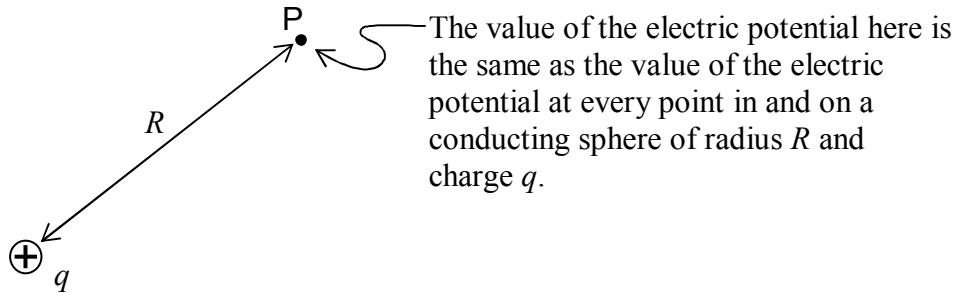 P
The value of the electric potential here is
the same as the value of the electric
potential at every point in and on a
conducting sphere of radius R and
charge q.
R
+
q